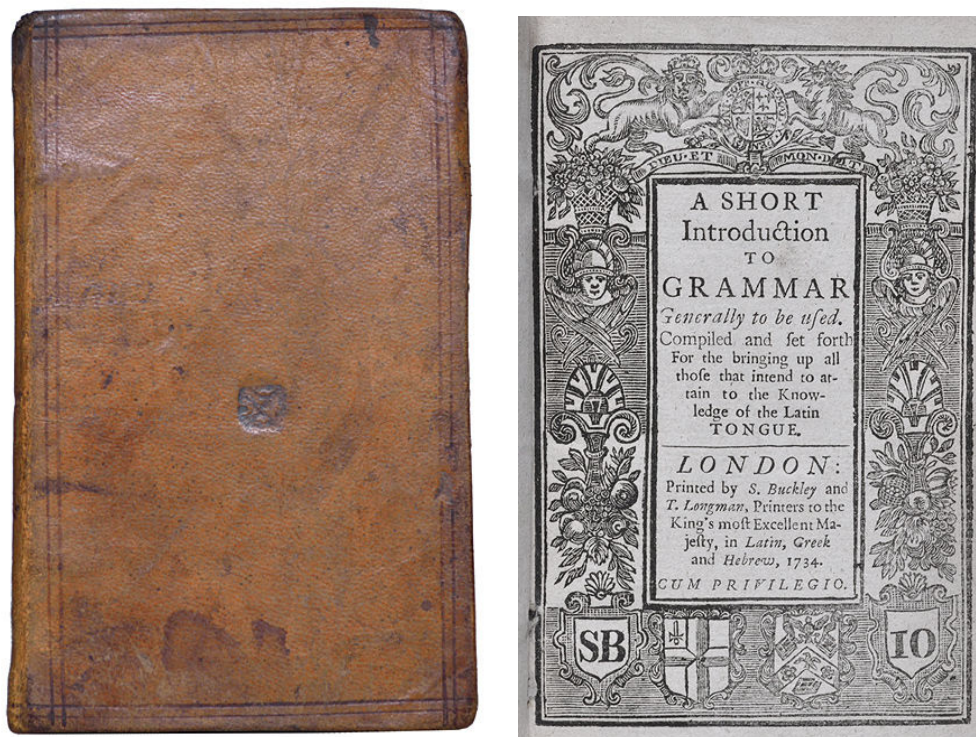 DIEU·ET MON·DROIT
A SHORT
Introduction
TO
GRAMMAR
Generally to be uſed.
Compiled and ſet forth
For the bringing up all
thoſe that intend to at-
tain to the Know-
ledge of the Latin
TONGUE.
LONDON:
Printed by S. Buckley and
T. Longman, Printers to the
King's moſt Excellent Ma-
jeſty, in Latin, Greek
and Hebrew, 1734.
CUM PRIVILEGIO.
SB IO